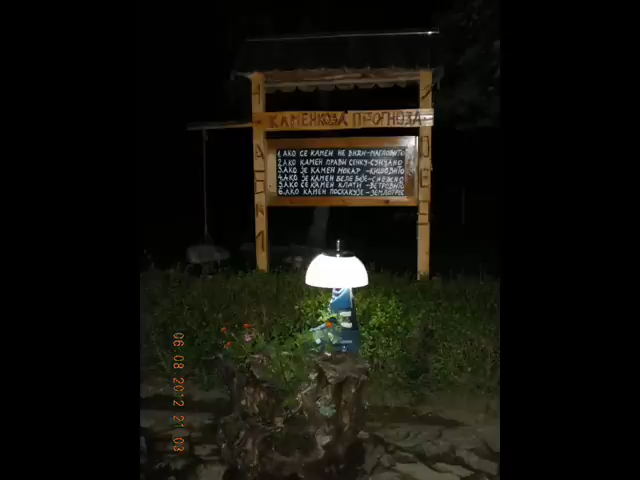 КАМЕНКОЗА ПРОГНОЗА
1. АКО СЕ КАМЕН НЕ ВИДИ-МАГЛОВИТО
2. АКО КАМЕН ПРАВИ СЕНКУ-СУНЧАНО
3. АКО ЈЕ КАМЕН МОКАР-КИШОВИТО
4. АКО ЈЕ КАМЕН БЕЛЕ БОЈЕ-СНЕЖНО
5. АКО СЕ КАМЕН КЛАТИ-ВЕТРОВИТО
6. АКО КАМЕН ПОСКАКУЈЕ-ЗЕМЉОТРЕС
06.08.2012 21:03